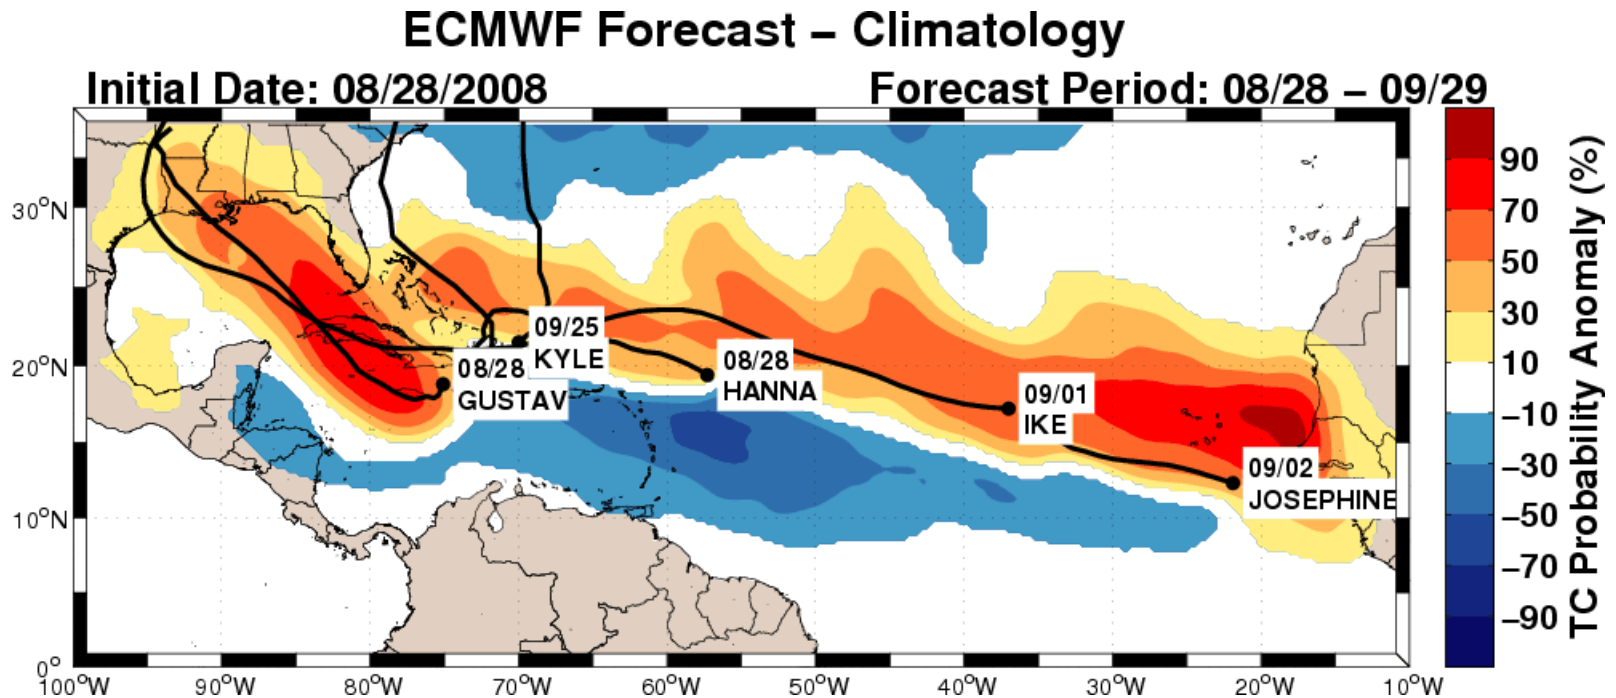 ECMWF Forecast – Climatology
Initial Date: 08/28/2008
Forecast Period: 08/28 – 09/29
30°N
20°N
10°N
0°
100°W
90°W
80°W
70°W
60°W
50°W
40°W
30°W
20°W
10°W
09/25
KYLE
08/28
GUSTAV
08/28
HANNA
09/01
IKE
09/02
JOSEPHINE
90
70
50
30
10
–10
–30
–50
–70
–90
TC Probability Anomaly (%)